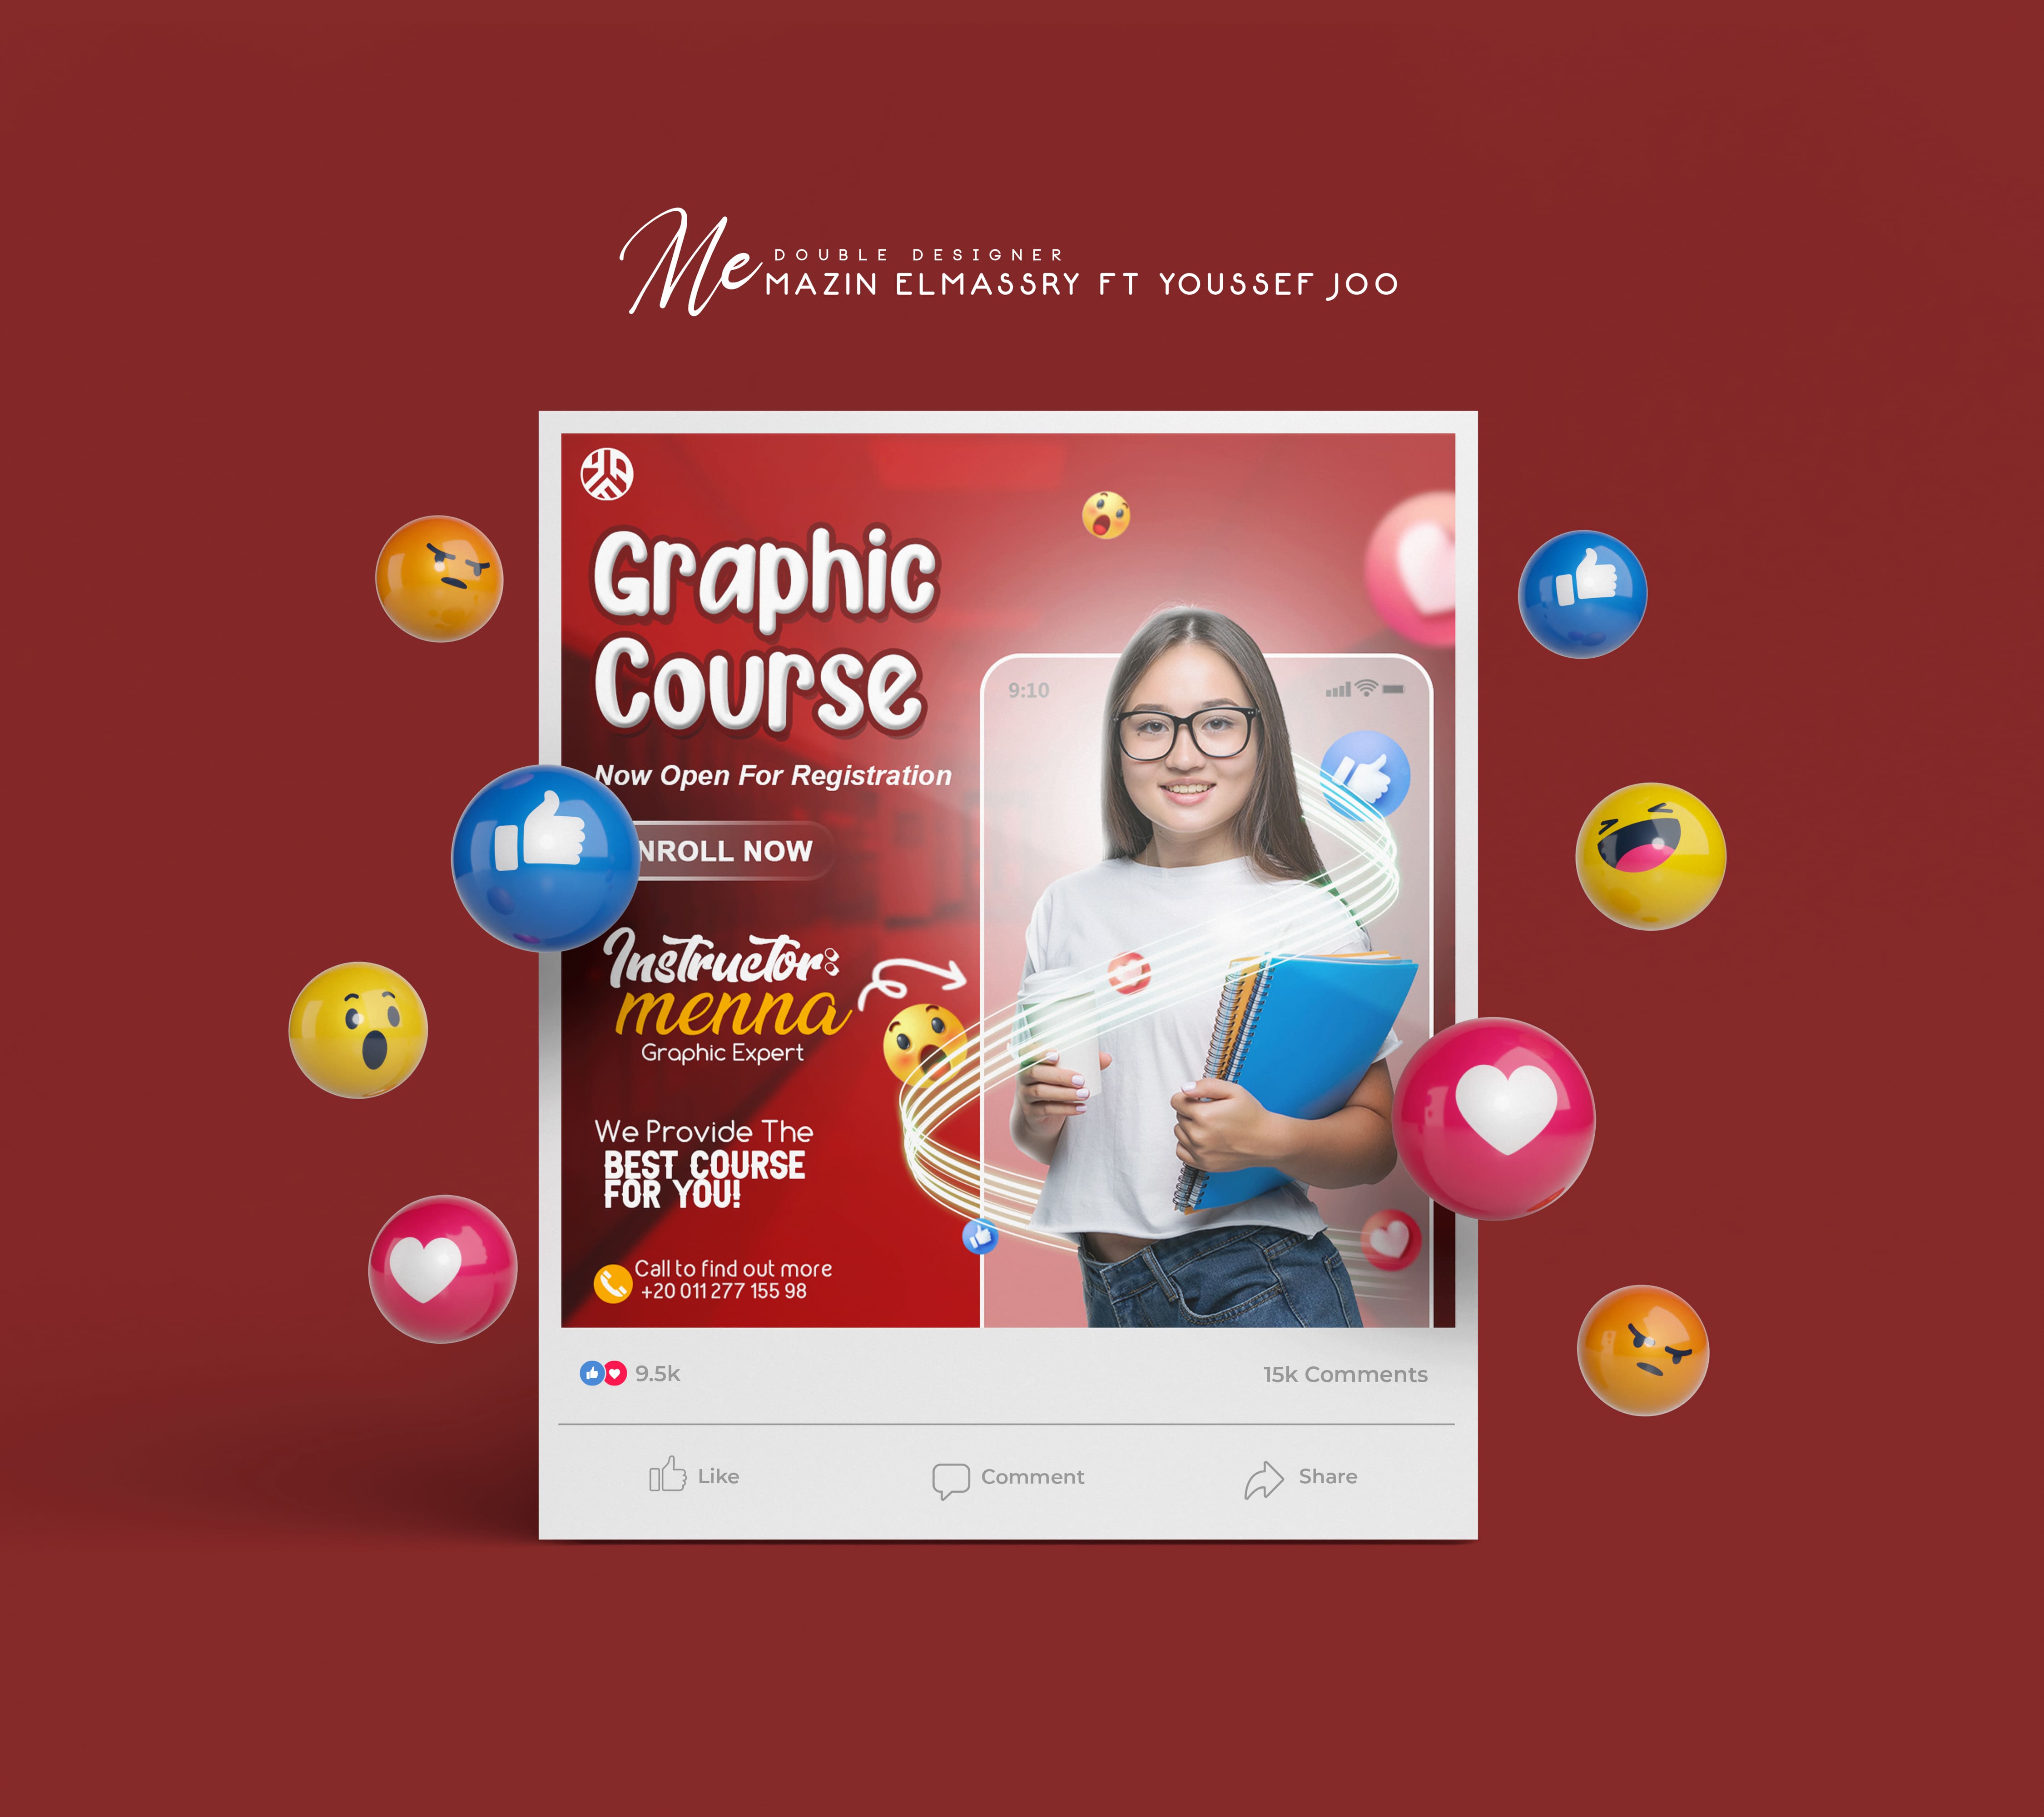 Me
DOUBLE DESIGNER
MAZIN ELMASSRY FT YOUSSEF JOO
Graphic
Course
Now Open For Registration
NROLL NOW
Instructor:
menna
Graphic Expert
We Provide The
BEST COURSE
FOR YOU!
Call to find out more
+20 011 277 155 98
9:10
9.5k
15k Comments
Like
Comment
Share